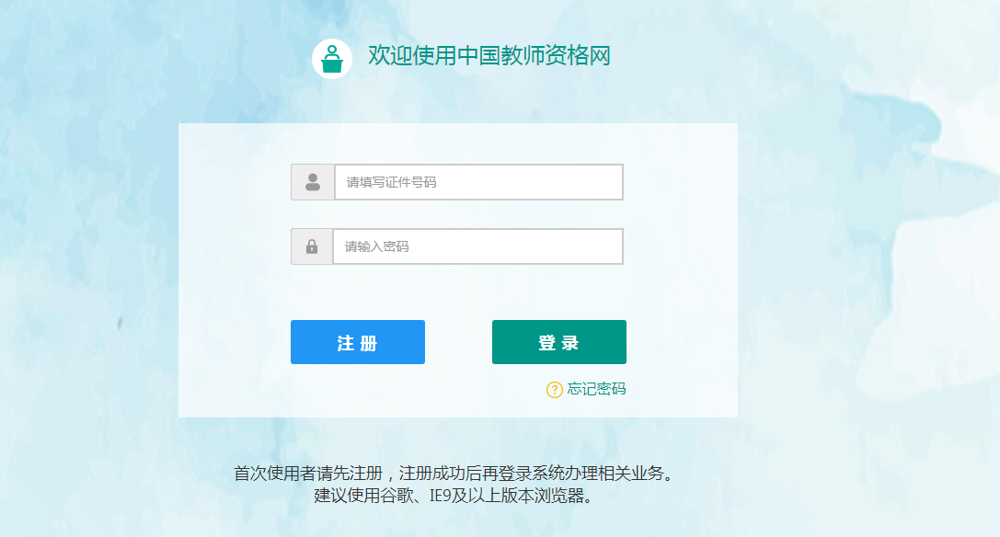 欢迎使用中国教师资格网
请填写证件号码
请输入密码
注 册
登 录
? 忘记密码
首次使用者请先注册，注册成功后再登录系统办理相关业务。
建议使用谷歌、IE9及以上版本浏览器。